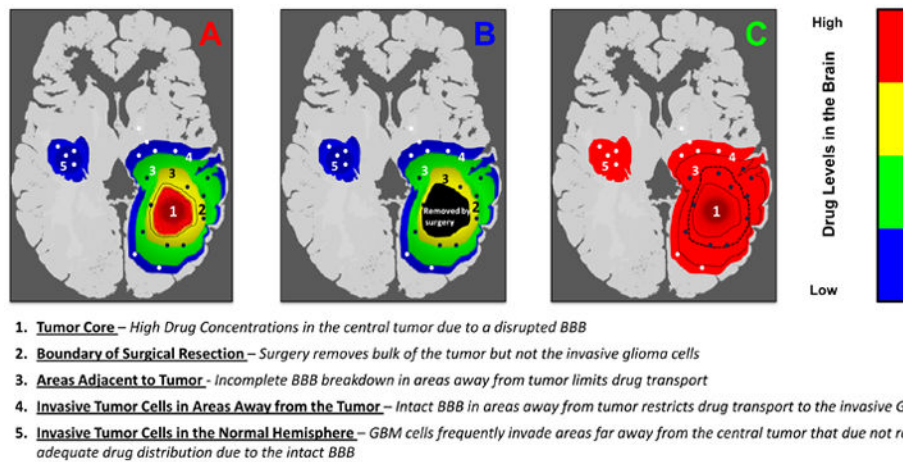 A
B
C
High
Drug Levels in the Brain
Low
5
4
3
3
2
1
5
4
3
3
2
Removed by
surgery
5
4
3
1
1. Tumor Core – High Drug Concentrations in the central tumor due to a disrupted BBB
2. Boundary of Surgical Resection – Surgery removes bulk of the tumor but not the invasive glioma cells
3. Areas Adjacent to Tumor - Incomplete BBB breakdown in areas away from tumor limits drug transport
4. Invasive Tumor Cells in Areas Away from the Tumor – Intact BBB in areas away from tumor restricts drug transport to the invasive G
5. Invasive Tumor Cells in the Normal Hemisphere – GBM cells frequently invade areas far away from the central tumor that due not re
adequate drug distribution due to the intact BBB